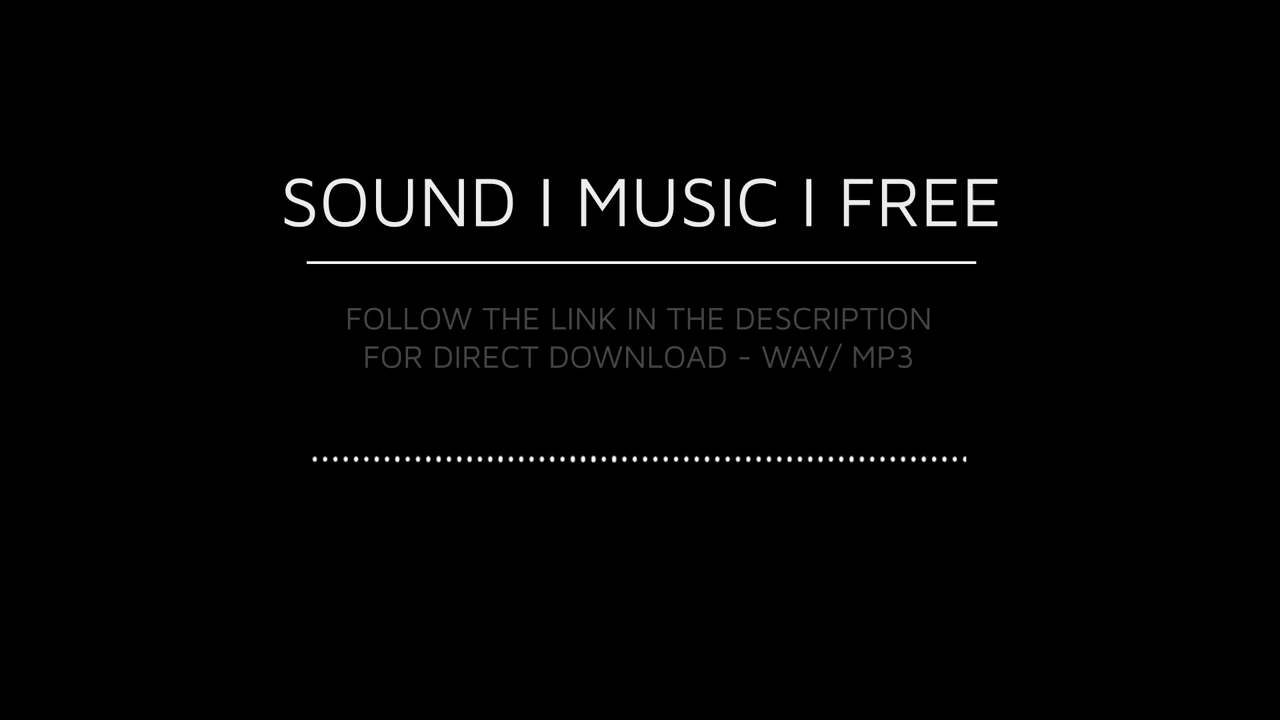 SOUND I MUSIC I FREE
FOLLOW THE LINK IN THE DESCRIPTION
FOR DIRECT DOWNLOAD - WAV/ MP3